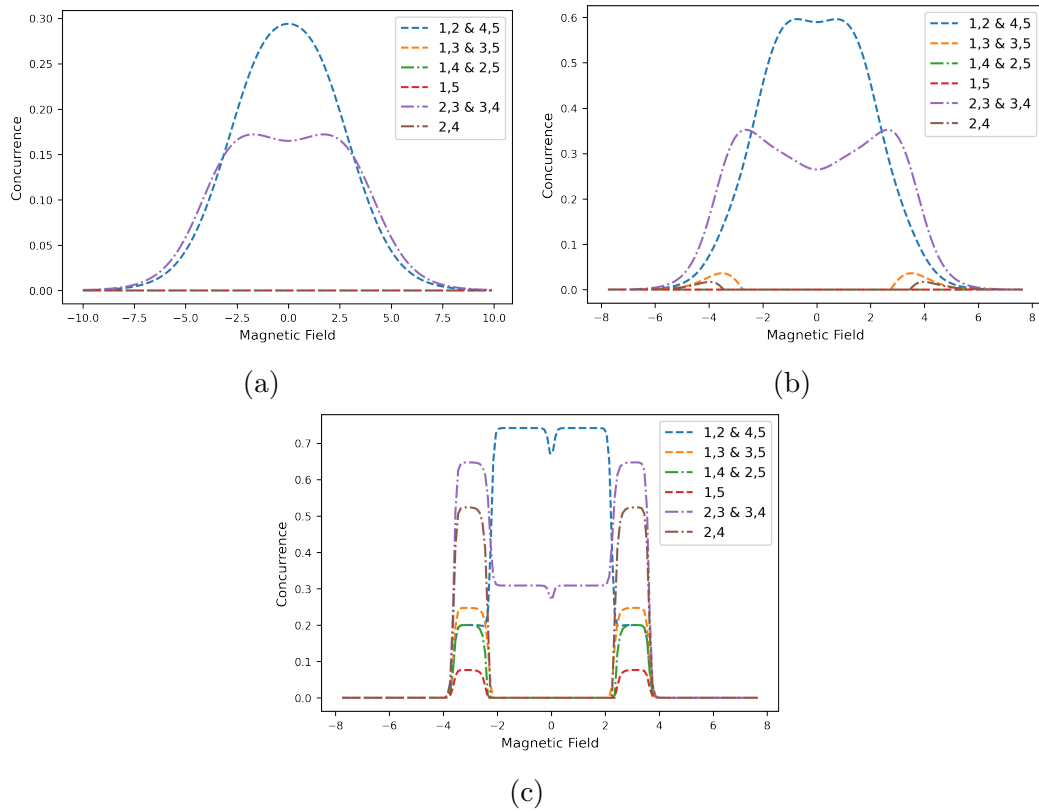 0.30
0.25
0.20
0.15
0.10
0.05
0.00
Concurrence
1,2 & 4,5
1,3 & 3,5
1,4 & 2,5
1,5
2,3 & 3,4
2,4
−10.0 −7.5 −5.0 −2.5 0.0 2.5 5.0 7.5 10.0
Magnetic Field
(a)
0.6
0.5
0.4
0.3
0.2
0.1
0.0
Concurrence
1,2 & 4,5
1,3 & 3,5
1,4 & 2,5
1,5
2,3 & 3,4
2,4
−8 −6 −4 −2 0 2 4 6 8
Magnetic Field
(b)
0.7
0.6
0.5
0.4
0.3
0.2
0.1
0.0
Concurrence
1,2 & 4,5
1,3 & 3,5
1,4 & 2,5
1,5
2,3 & 3,4
2,4
−8 −6 −4 −2 0 2 4 6 8
Magnetic Field
(c)